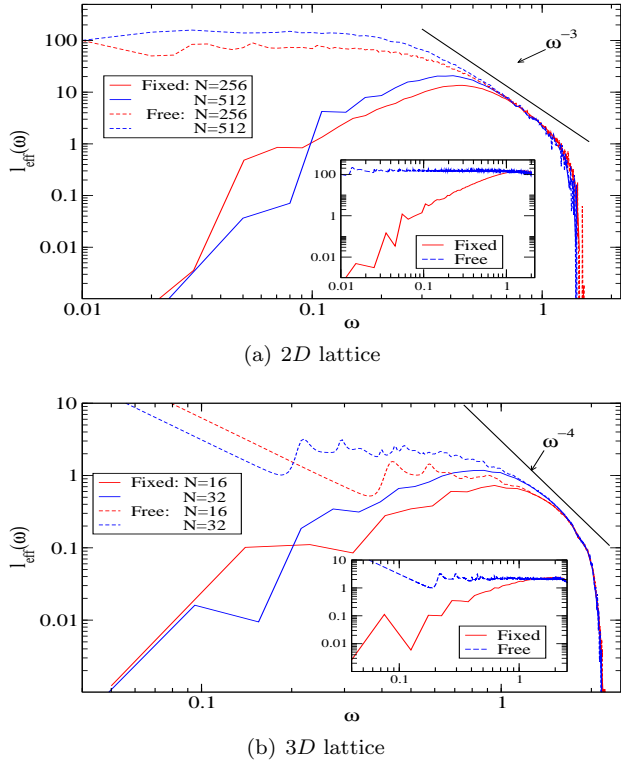 100
10
1
0.1
0.01
l_eff(ω)
Fixed: N=256
N=512
Free: N=256
N=512
ω^−3
100
1
0.01
0.01 0.1 1
Fixed
Free
0.01 0.1 1
ω
(a) 2D lattice
10
1
0.1
0.01
l_eff(ω)
Fixed: N=16
N=32
Free: N=16
N=32
ω^−4
10
1
0.1
0.01
0.1 1
Fixed
Free
0.1 1
ω
(b) 3D lattice